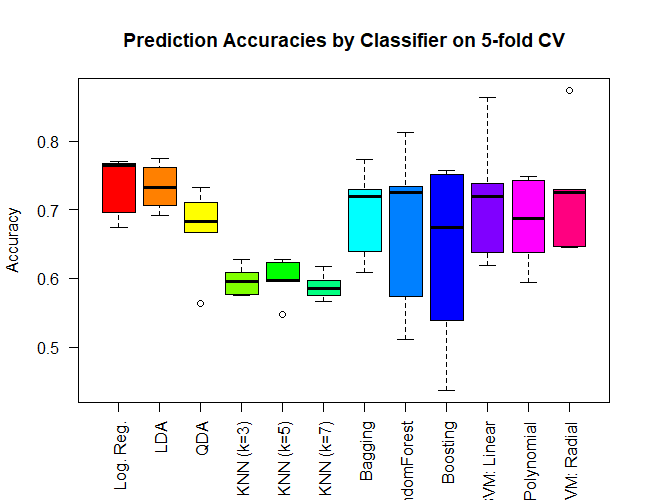 Prediction Accuracies by Classifier on 5-fold CV
Accuracy
0.8
0.7
0.6
0.5
Log. Reg.
LDA
QDA
KNN (k=3)
KNN (k=5)
KNN (k=7)
Bagging
ndomForest
Boosting
VM: Linear
Polynomial
VM: Radial